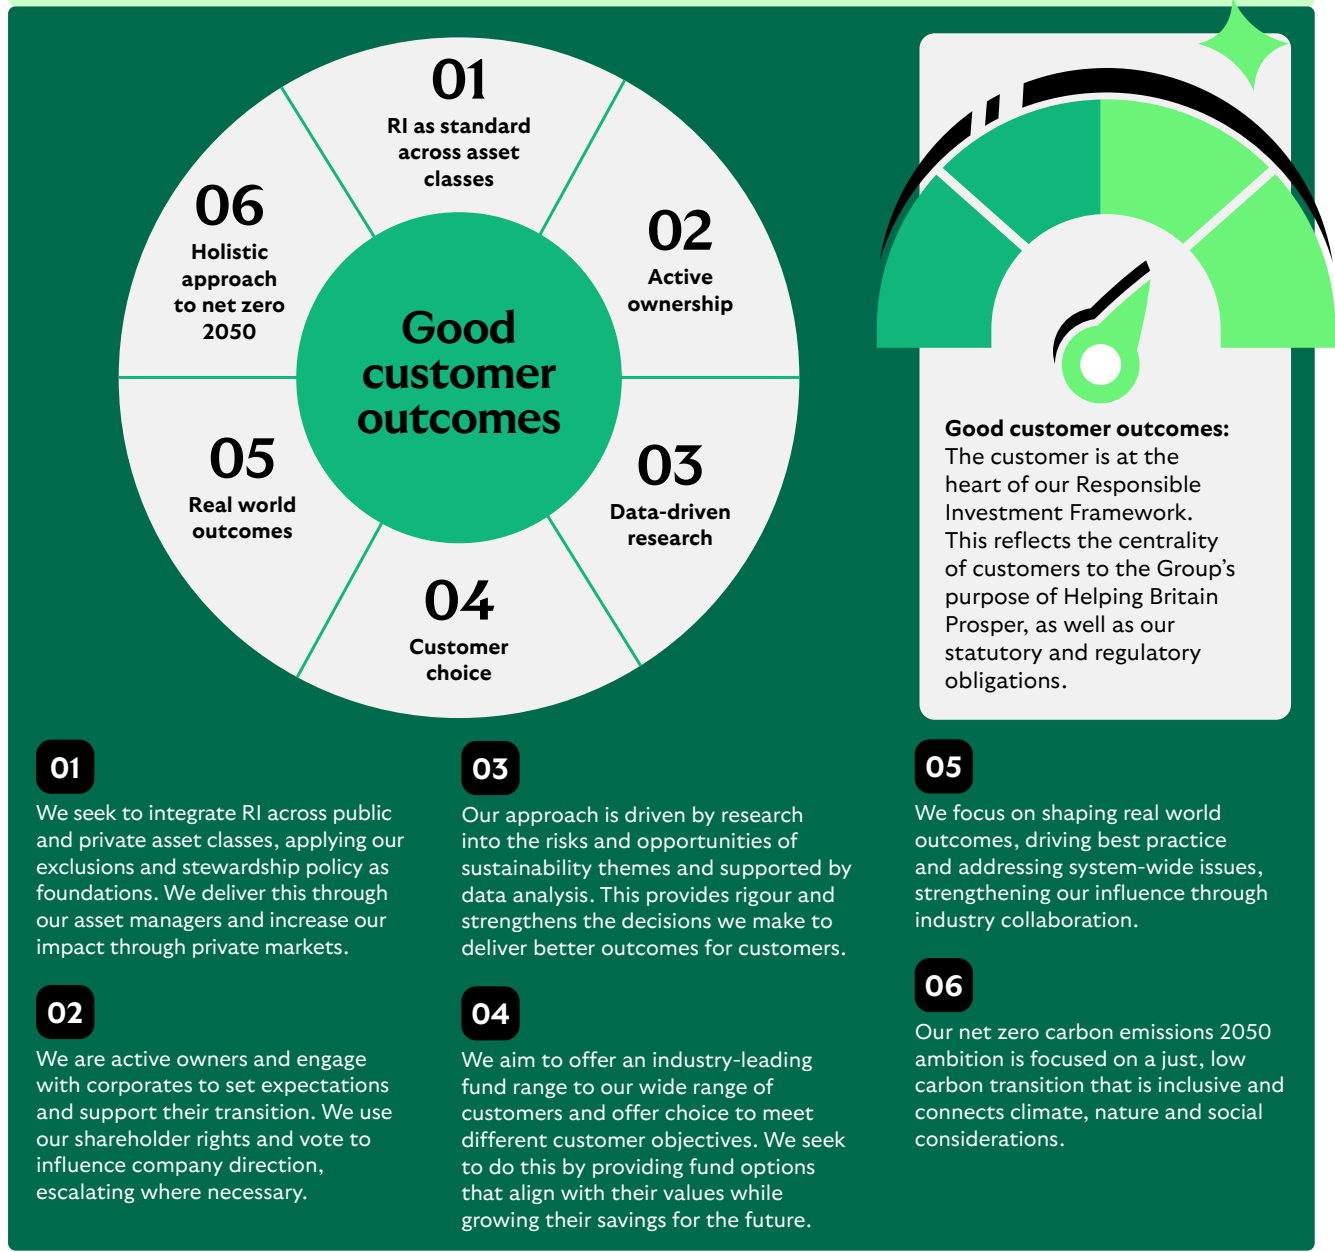 01
RI as standard
across asset
classes
02
Active
ownership
03
Data-driven
research
04
Customer
choice
05
Real world
outcomes
06
Holistic
approach
to net zero
2050
Good
customer
outcomes
Good customer outcomes:
The customer is at the
heart of our Responsible
Investment Framework.
This reflects the centrality
of customers to the Group’s
purpose of Helping Britain
Prosper, as well as our
statutory and regulatory
obligations.
01
We seek to integrate RI across public
and private asset classes, applying our
exclusions and stewardship policy as
foundations. We deliver this through
our asset managers and increase our
impact through private markets.
02
We are active owners and engage
with corporates to set expectations
and support their transition. We use
our shareholder rights and vote to
influence company direction,
escalating where necessary.
03
Our approach is driven by research
into the risks and opportunities of
sustainability themes and supported by
data analysis. This provides rigour and
strengthens the decisions we make to
deliver better outcomes for customers.
04
We aim to offer an industry-leading
fund range to our wide range of
customers and offer choice to meet
different customer objectives. We seek
to do this by providing fund options
that align with their values while
growing their savings for the future.
05
We focus on shaping real world
outcomes, driving best practice
and addressing system-wide issues,
strengthening our influence through
industry collaboration.
06
Our net zero carbon emissions 2050
ambition is focused on a just, low
carbon transition that is inclusive and
connects climate, nature and social
considerations.